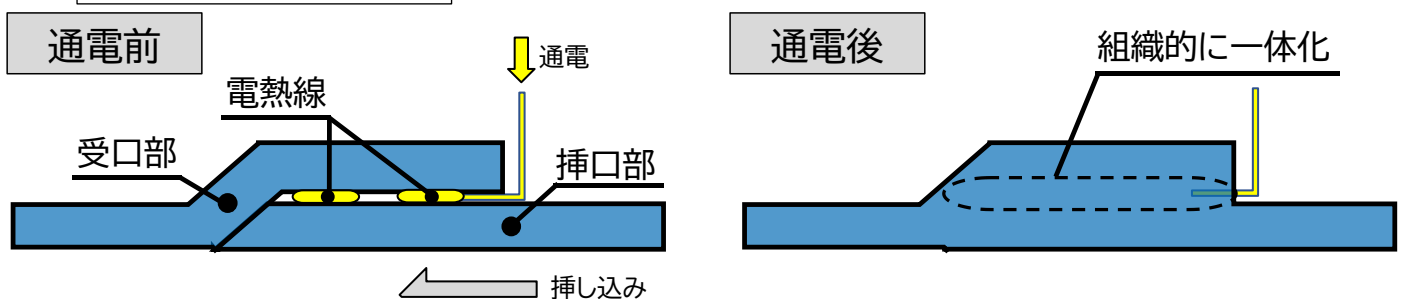 通電前
通電
電熱線
受口部
挿口部
挿し込み
通電後
組織的に一体化